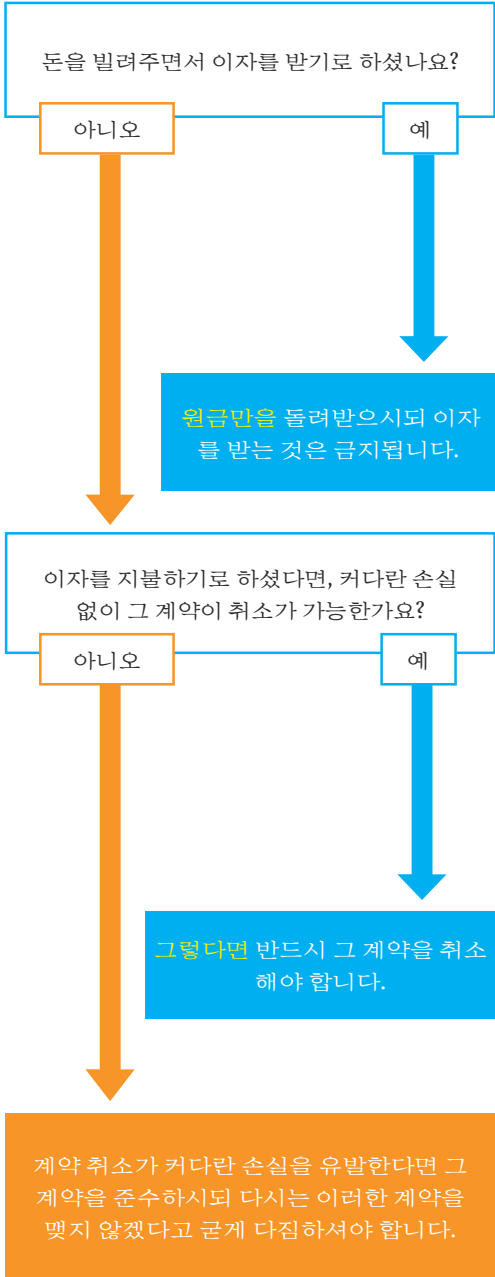 돈을 빌려주면서 이자를 받기로 하셨나요?
아니오
예
원금만을 돌려받으시되 이자
를 받는 것은 금지됩니다.
이자를 지불하기로 하셨다면, 커다란 손실
없이 그 계약이 취소가 가능한가요?
아니오
예
그렇다면 반드시 그 계약을 취소
해야 합니다.
계약 취소가 커다란 손실을 유발한다면 그
계약을 준수하시되 다시는 이러한 계약을
맺지 않겠다고 굳게 다짐하셔야 합니다.